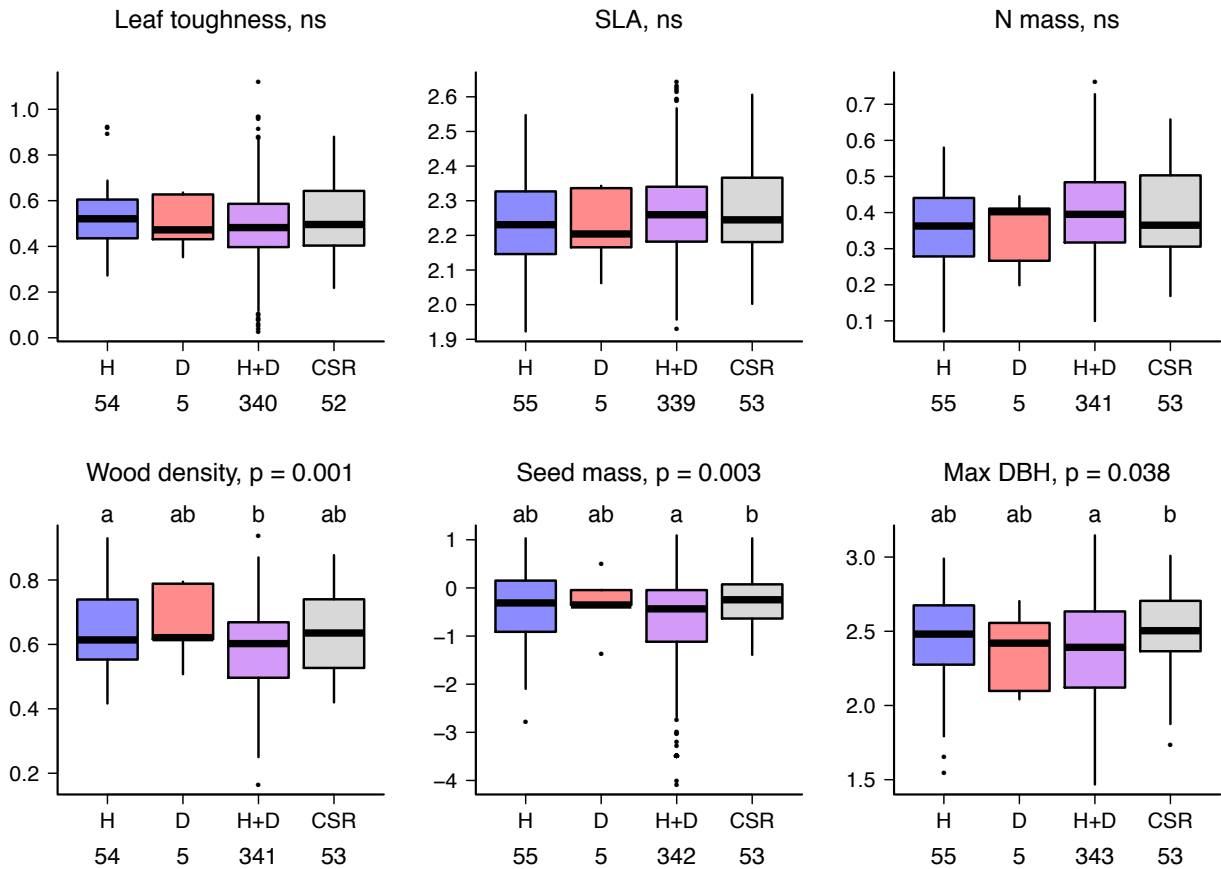 Leaf toughness, ns
1.0
0.8
0.6
0.4
0.2
0.0
H D H+D CSR
54 5 340 52
SLA, ns
2.6
2.5
2.4
2.3
2.2
2.1
2.0
1.9
H D H+D CSR
55 5 339 53
N mass, ns
0.7
0.6
0.5
0.4
0.3
0.2
0.1
H D H+D CSR
55 5 341 53
Wood density, p = 0.001
a ab b ab
0.8
0.6
0.4
0.2
H D H+D CSR
54 5 341 53
Seed mass, p = 0.003
ab ab a b
1
0
−1
−2
−3
−4
H D H+D CSR
55 5 342 53
Max DBH, p = 0.038
ab ab a b
3.0
2.5
2.0
1.5
H D H+D CSR
55 5 343 53